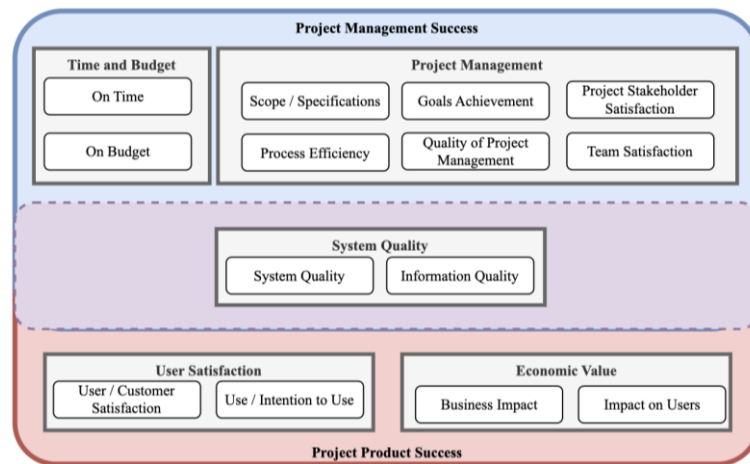 Project Management Success
Time and Budget
On Time
On Budget
Project Management
Scope / Specifications
Goals Achievement
Project Stakeholder
Satisfaction
Process Efficiency
Quality of Project
Management
Team Satisfaction
System Quality
System Quality
Information Quality
User Satisfaction
User / Customer
Satisfaction
Use / Intention to Use
Economic Value
Business Impact
Impact on Users
Project Product Success